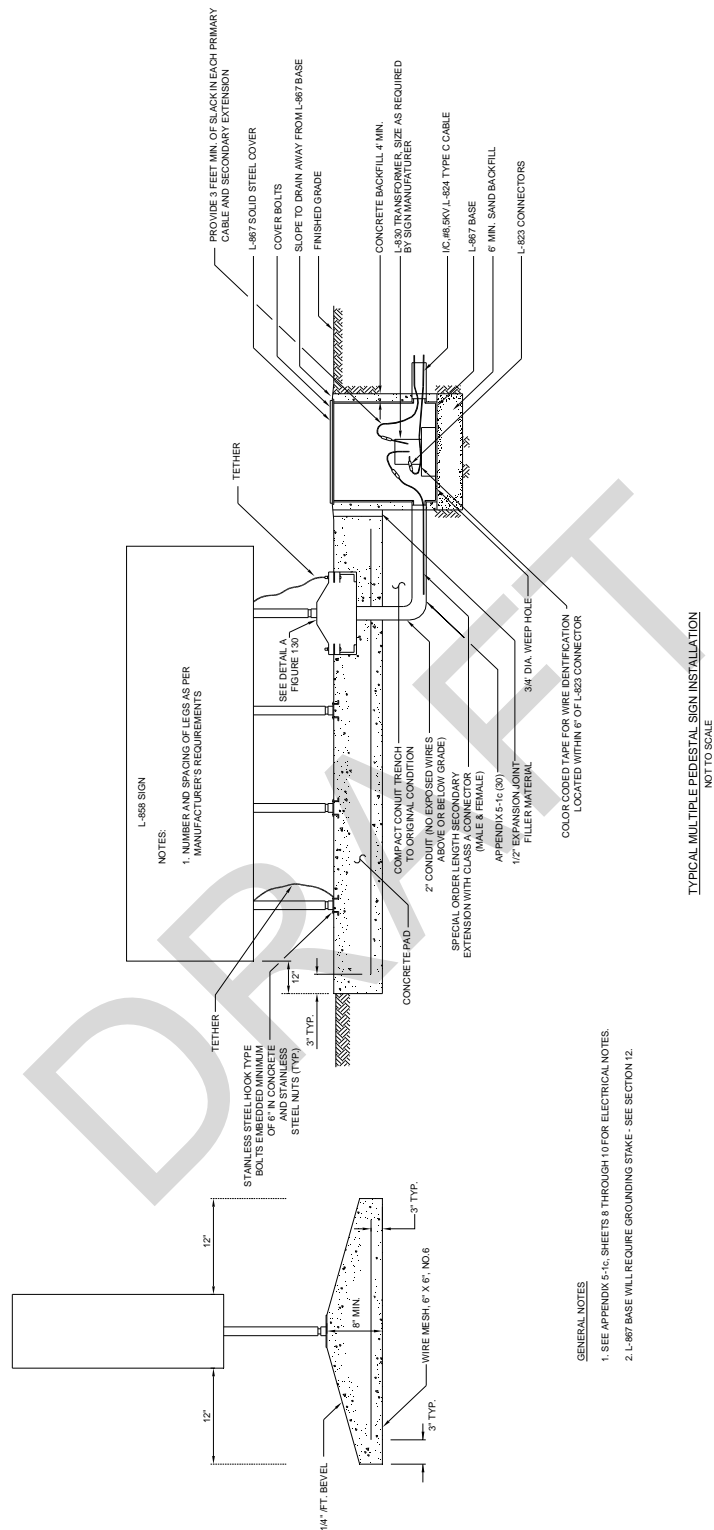 PROVIDE 3 FEET MIN. OF SLACK IN EACH PRIMARY
CABLE AND SECONDARY EXTENSION
L-867 SOLID STEEL COVER
COVER BOLTS
SLOPE TO DRAIN AWAY FROM L-867 BASE
FINISHED GRADE
CONCRETE BACKFILL 4' MIN.
L-830 TRANSFORMER, SIZE AS REQUIRED
BY SIGN MANUFATURER
I/C, #8,5KV, L-824 TYPE C CABLE
L-867 BASE
6' MIN. SAND BACKFILL
L-823 CONNECTORS
TETHER
L-858 SIGN
NOTES:
1. NUMBER AND SPACING OF LEGS AS PER
MANUFACTURER'S REQUIREMENTS
SEE DETAIL A
FIGURE 130
TETHER
STAINLESS STEEL HOOK TYPE
BOLTS EMBEDDED MINIMUM
OF 6" IN CONCRETE
AND STAINLESS
STEEL NUTS (TYP.)
12"
3" TYP.
CONCRETE PAD
COMPACT CONUIT TRENCH
TO ORIGINAL CONDITION
2" CONDUIT (NO EXPOSED WIRES
ABOVE OR BELOW GRADE)
SPECIAL ORDER LENGTH SECONDARY
EXTENSION WITH CLASS A CONNECTOR
(MALE & FEMALE)
APPENDIX 5-1c (30)
1/2" EXPANSION JOINT
FILLER MATERIAL
3/4' DIA. WEEP HOLE
COLOR CODED TAPE FOR WIRE IDENTIFICATION
LOCATED WITHIN 6" OF L-823 CONNECTOR
12"
12"
1/4" /FT. BEVEL
8" MIN.
3" TYP.
WIRE MESH, 6" X 6", NO.6
3" TYP.
GENERAL NOTES
1. SEE APPENDIX 5-1c, SHEETS 8 THROUGH 10 FOR ELECTRICAL NOTES.
2. L-867 BASE WILL REQUIRE GROUNDING STAKE - SEE SECTION 12.
TYPICAL MULTIPLE PEDESTAL SIGN INSTALLATION
NOT TO SCALE
DRAFT